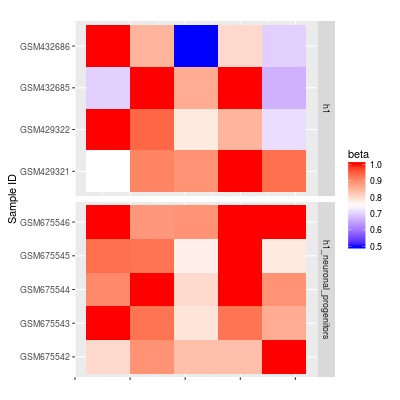 Sample ID
GSM432686
GSM432685
GSM429322
GSM429321
h1
GSM675546
GSM675545
GSM675544
GSM675543
GSM675542
h1_neuronal_progenitors
beta
1.0
0.9
0.8
0.7
0.6
0.5